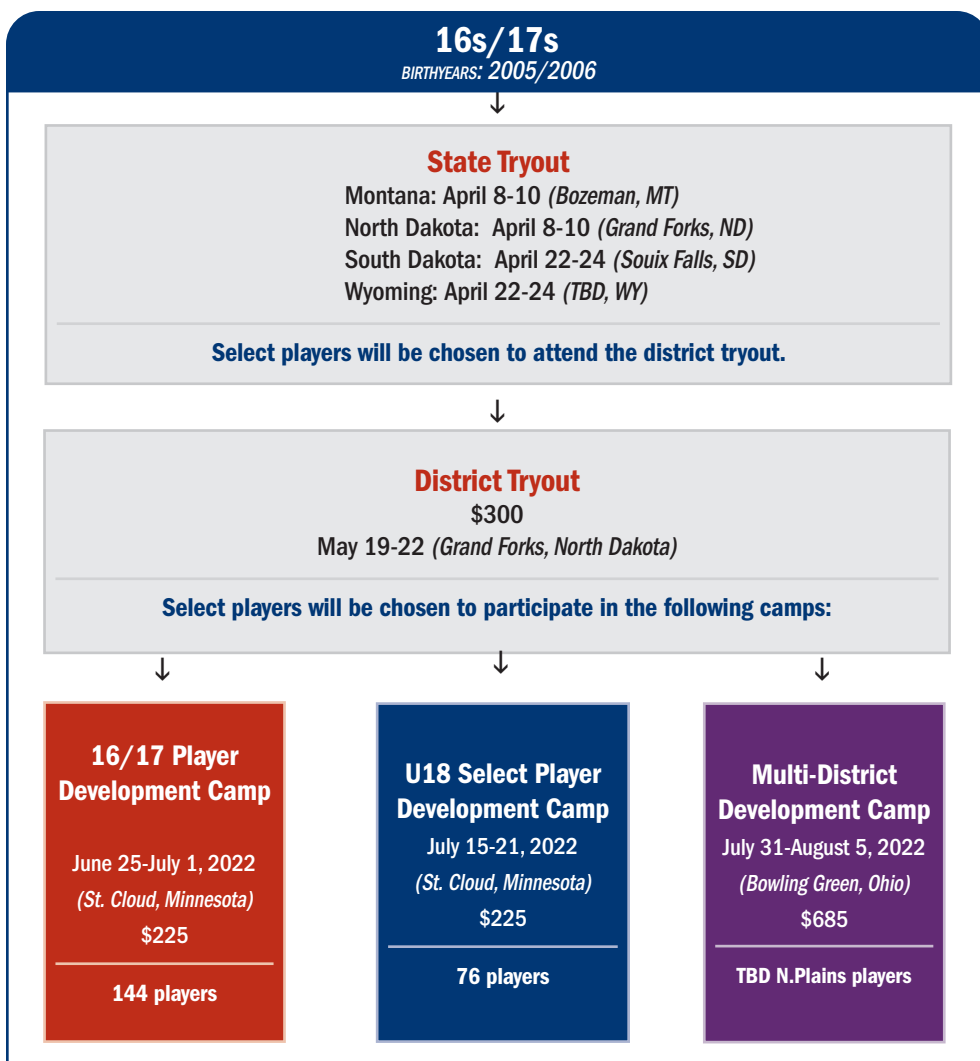 16s/17s
BIRTHYEARS: 2005/2006
State Tryout
Montana: April 8-10 (Bozeman, MT)
North Dakota: April 8-10 (Grand Forks, ND)
South Dakota: April 22-24 (Souix Falls, SD)
Wyoming: April 22-24 (TBD, WY)
Select players will be chosen to attend the district tryout.
District Tryout
$300
May 19-22 (Grand Forks, North Dakota)
Select players will be chosen to participate in the following camps:
16/17 Player
Development Camp
June 25-July 1, 2022
(St. Cloud, Minnesota)
$225
144 players
U18 Select Player
Development Camp
July 15-21, 2022
(St. Cloud, Minnesota)
$225
76 players
Multi-District
Development Camp
July 31-August 5, 2022
(Bowling Green, Ohio)
$685
TBD N.Plains players